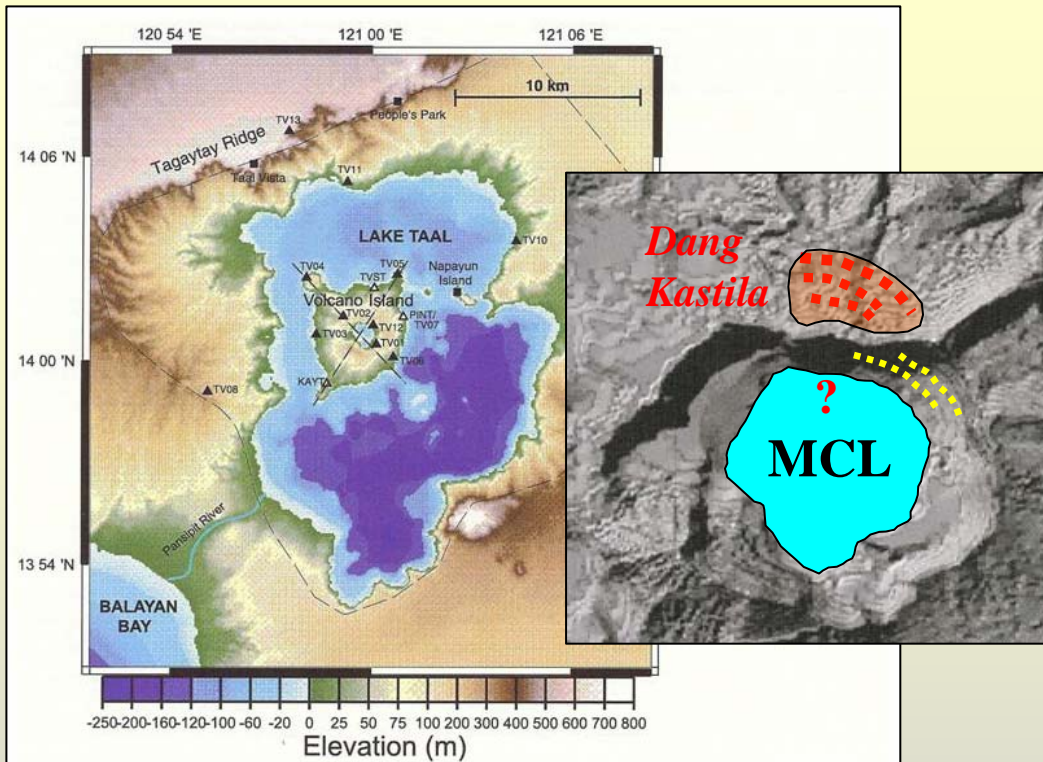 120 54 'E
121 00 'E
121 06 'E
10 km
People's Park
TV13
Tagaytay Ridge
14 06 'N
Taal Vista
TV11
LAKE TAAL
TV10
TV04
TV05
TVST
Napayun
Island
Volcano Island
TV02
PINT/
TV07
TV12
TV03
TV01
14 00 'N
TV06
KAYT
TV08
Pansipit River
13 54 'N
BALAYAN
BAY
-250-200-160-120-100 -60 -20 0 25 50 75 100 200 300 400 500 600 700 800
Elevation (m)
Dang
Kastila
?
MCL